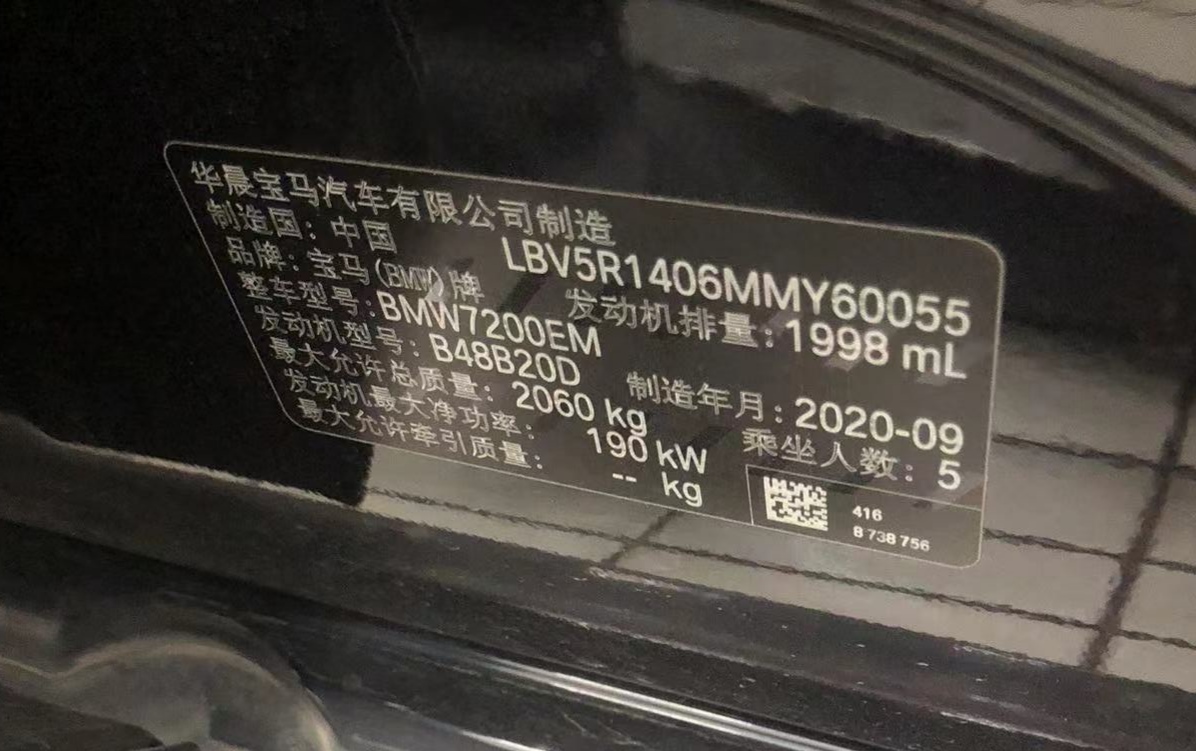 华晨宝马汽车有限公司制造
制造国：中国 LBV5R1406MMY60055
品牌：宝马(BMW)牌 发动机排量：1998 mL
整车型号：BMW7200EM
发动机型号：B48B20D 制造年月：2020-09
最大允许总质量：2060 kg 乘坐人数：5
发动机最大净功率：190 kW
最大允许牵引质量：-- kg
416
8 738 756